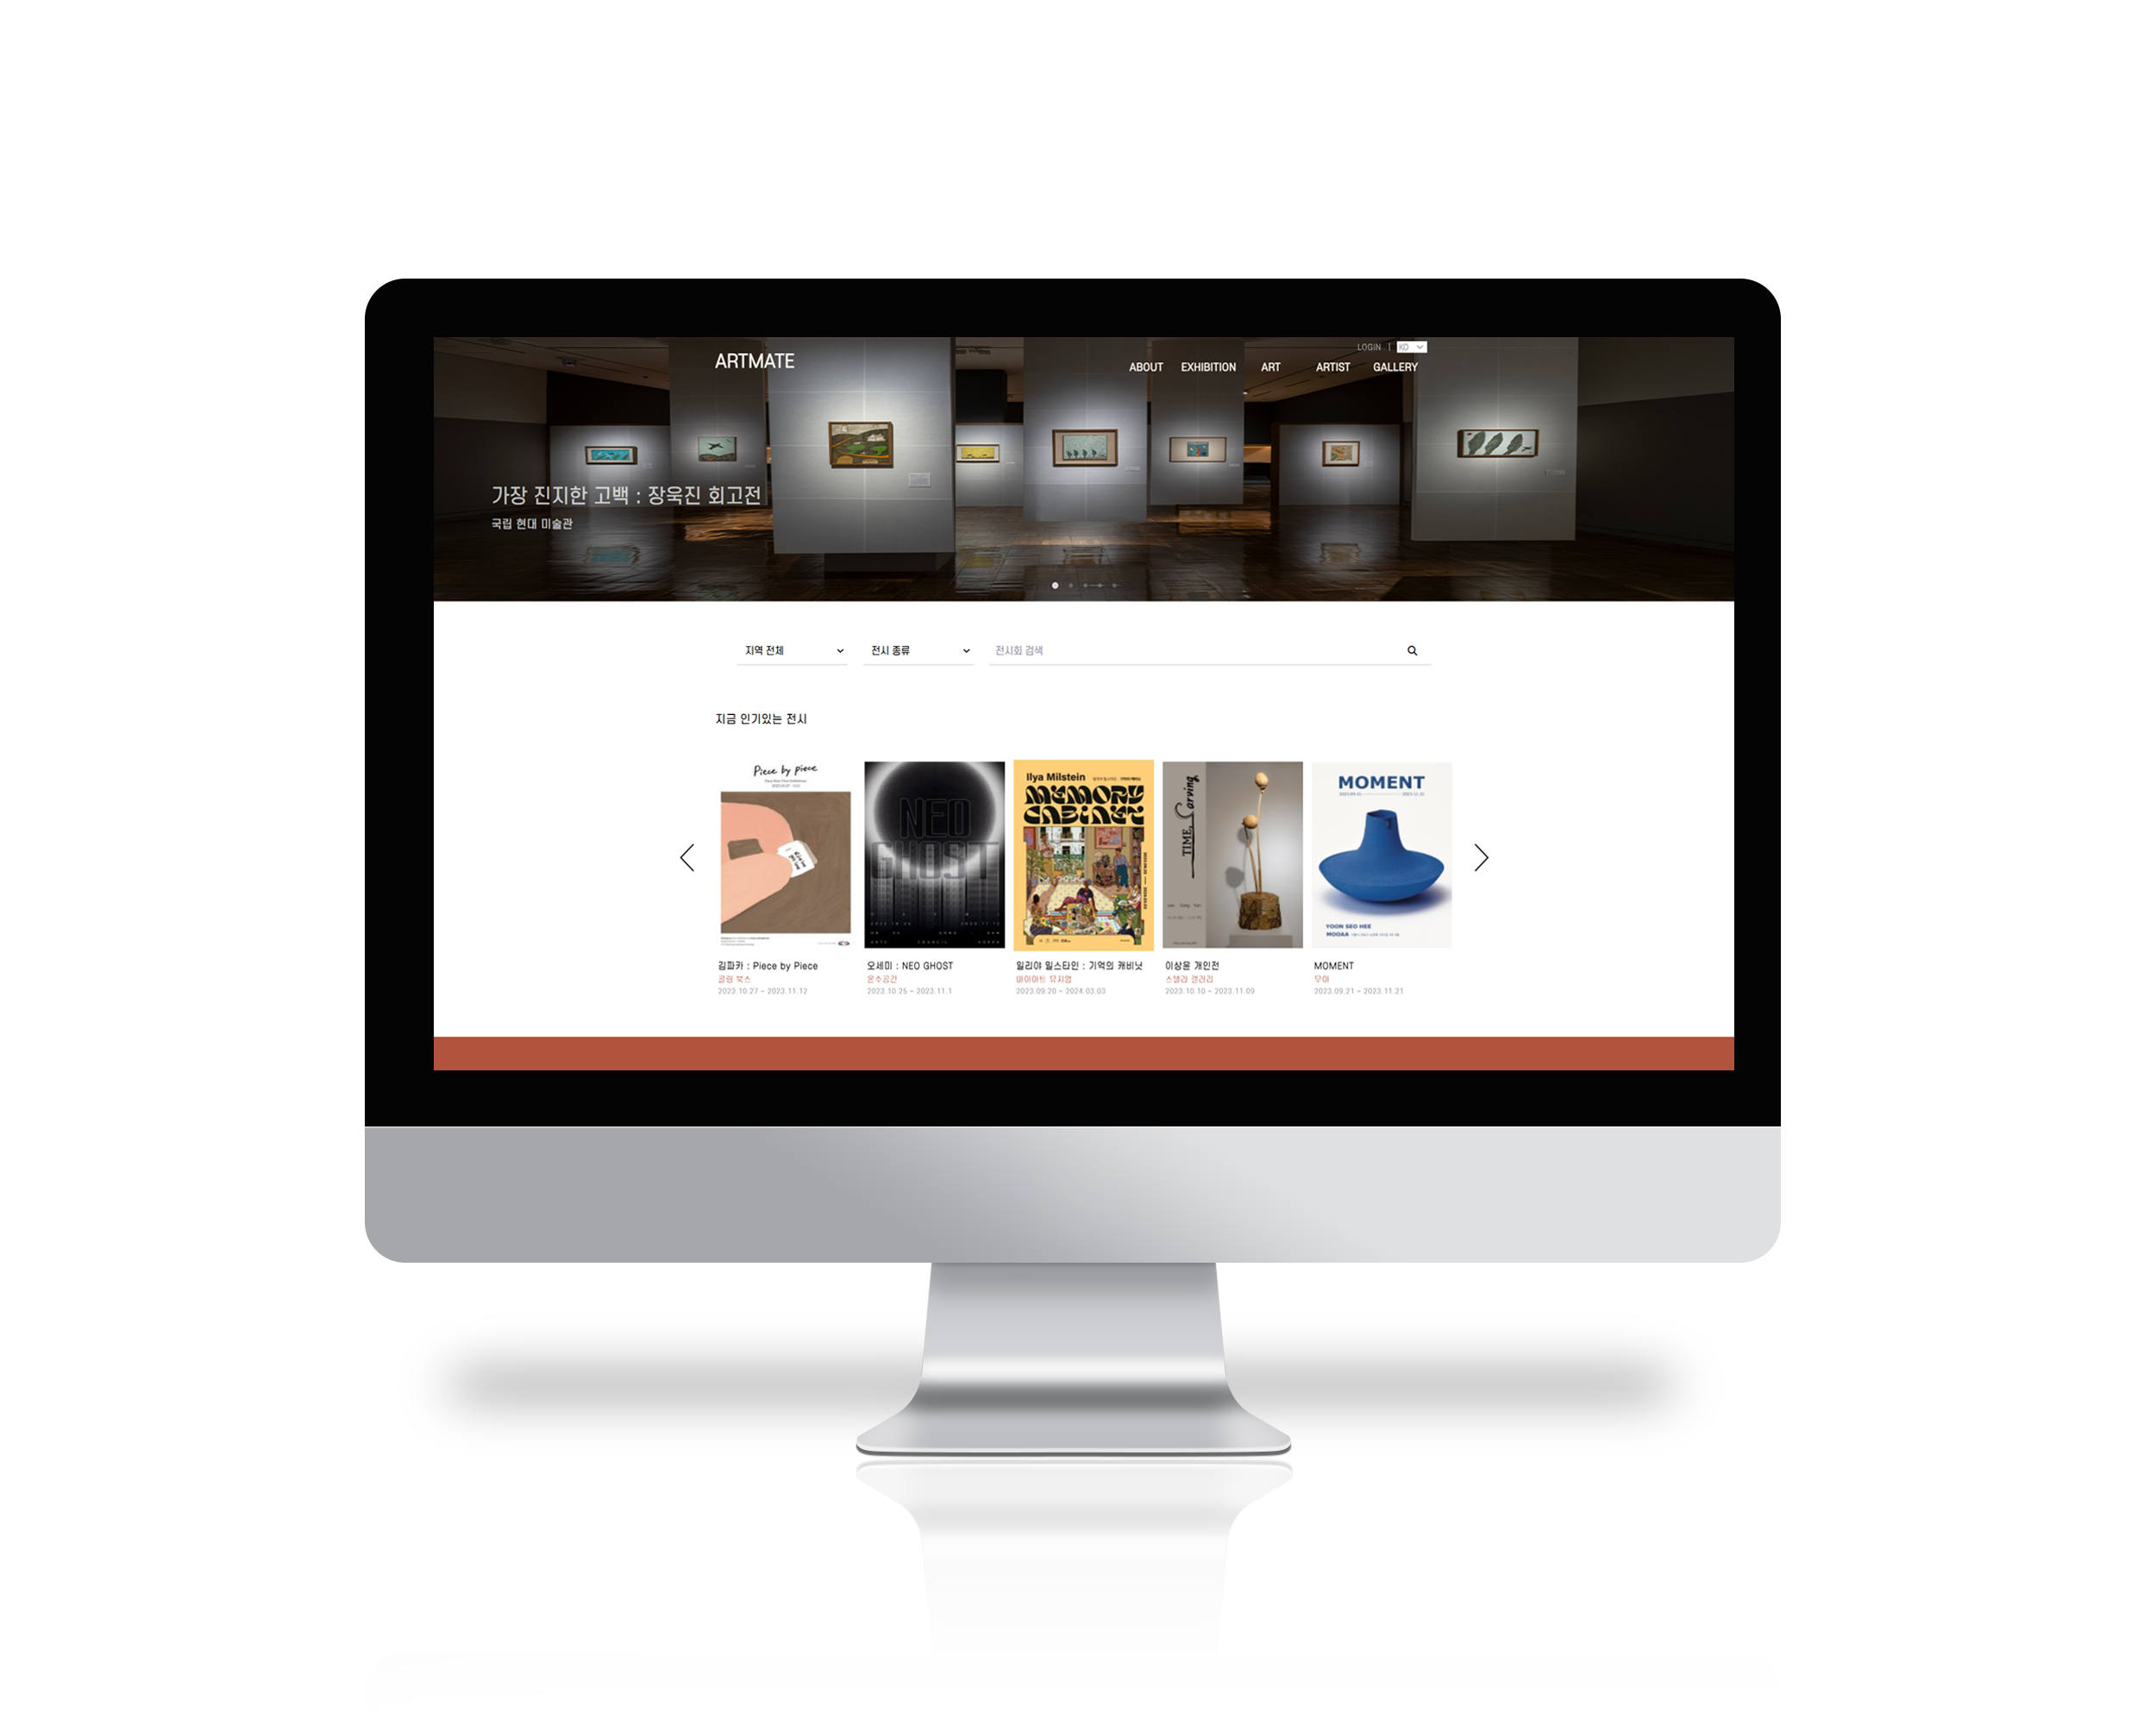 LOGIN | KO
ARTMATE
ABOUT EXHIBITION ART ARTIST GALLERY
가장 진지한 고백 : 장욱진 회고전
국립 현대 미술관
지역 전체
전시 종류
전시회 검색
지금 인기있는 전시
Piece by piece
NEO
GHOST
Ilya Milstein
MEMORY
CABINET
TIME, Carving
MOMENT
YOON SEO HEE
MOOAA
김파카 : Piece by Piece
글림 북스
2023.10.27 ~ 2023.11.12
오세미 : NEO GHOST
온수공간
2023.10.25 ~ 2023.11.1
일리야 밀스타인 : 기억의 캐비닛
마이아트 뮤지엄
2023.09.20 ~ 2024.03.03
이상윤 개인전
스텔라 갤러리
2023.10.10 ~ 2023.11.09
MOMENT
무아
2023.09.21 ~ 2023.11.21